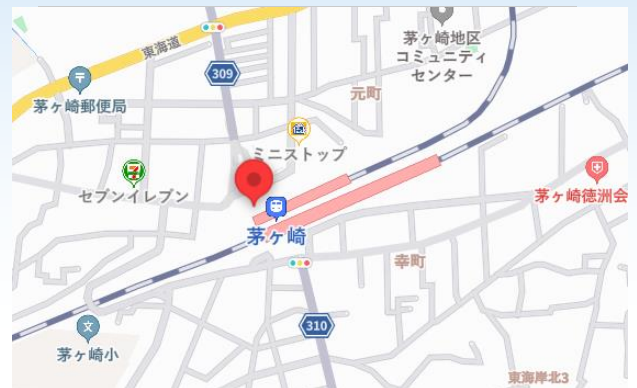 東海道
309
茅ヶ崎地区
コミュニティ
センター
茅ヶ崎郵便局
元町
ミニストップ
セブンイレブン
茅ヶ崎徳洲会
茅ヶ崎
幸町
310
茅ヶ崎小
東海岸北3